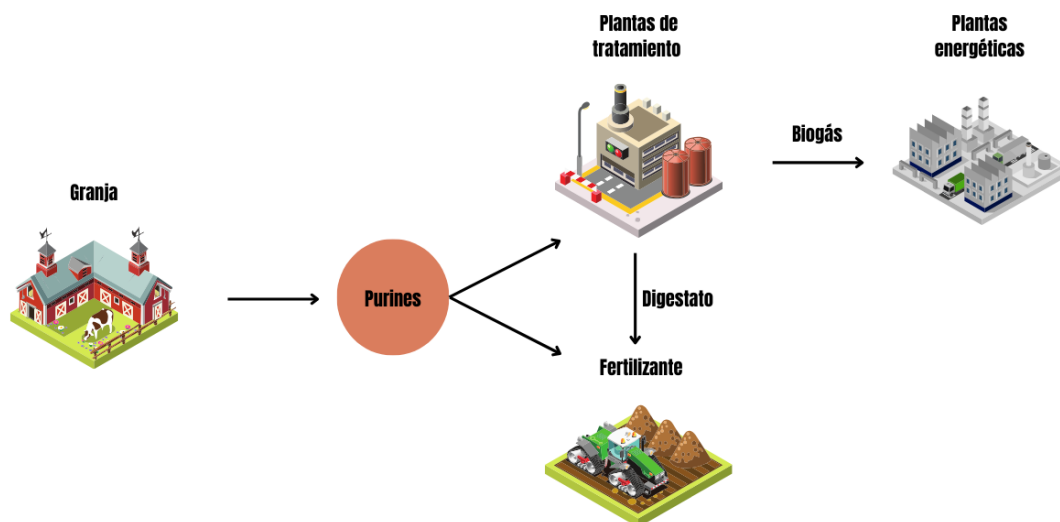 Plantas de
tratamiento
Plantas
energéticas
Biogás
Granja
Purines
Digestato
Fertilizante